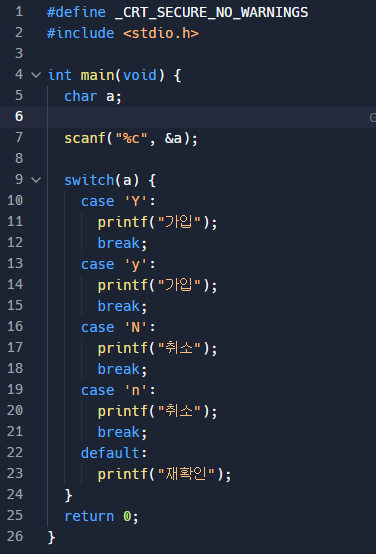 1 #define _CRT_SECURE_NO_WARNINGS
2 #include <stdio.h>
3
4 int main(void) {
5 char a;
6
7 scanf("%c", &a);
8
9 switch(a) {
10 case 'Y':
11 printf("가입");
12 break;
13 case 'y':
14 printf("가입");
15 break;
16 case 'N':
17 printf("취소");
18 break;
19 case 'n':
20 printf("취소");
21 break;
22 default:
23 printf("재확인");
24 }
25 return 0;
26 }